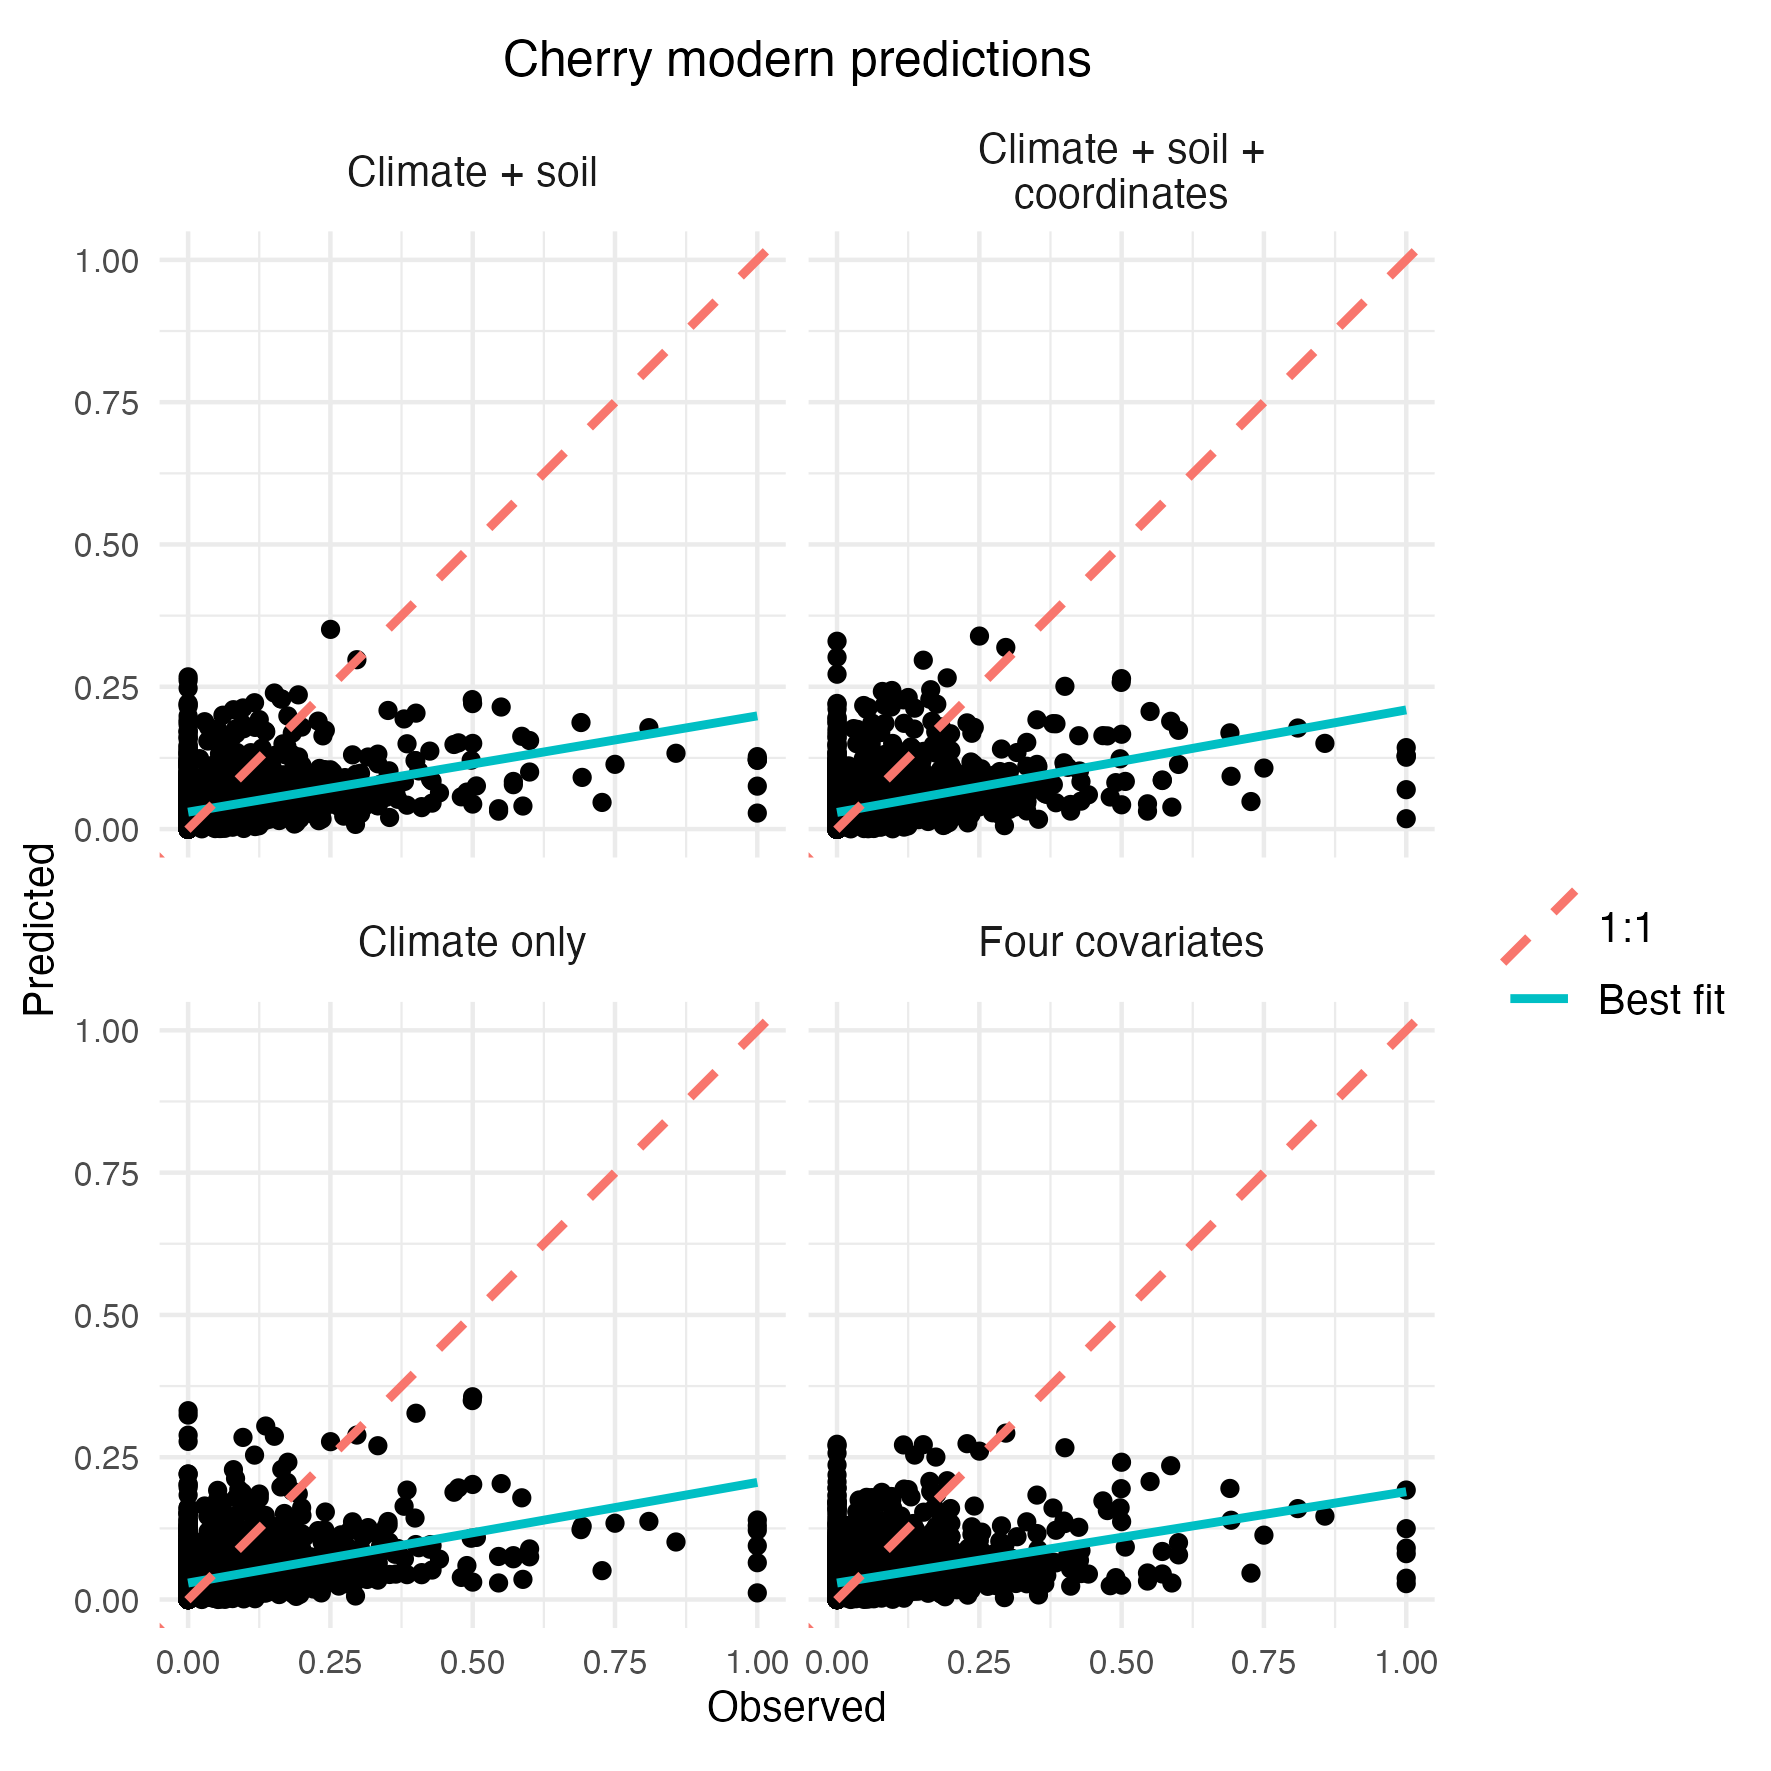 Cherry modern predictions
Climate + soil
Climate + soil +
coordinates
1.00
0.75
0.50
0.25
0.00
Climate only
Four covariates
1.00
0.75
0.50
0.25
0.00
0.00 0.25 0.50 0.75 1.00
0.00 0.25 0.50 0.75 1.00
Observed
Predicted
1:1
Best fit